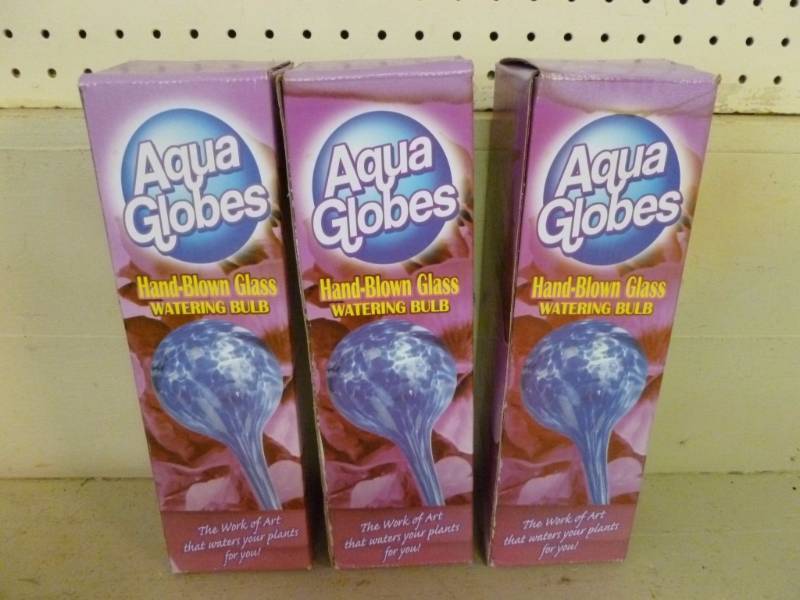 Aqua
Globes
Hand-Blown Glass
WATERING BULB
The Work of Art
that waters your plants
for you!
Aqua
Globes
Hand-Blown Glass
WATERING BULB
The Work of Art
that waters your plants
for you!
Aqua
Globes
Hand-Blown Glass
WATERING BULB
The Work of Art
that waters your plants
for you!